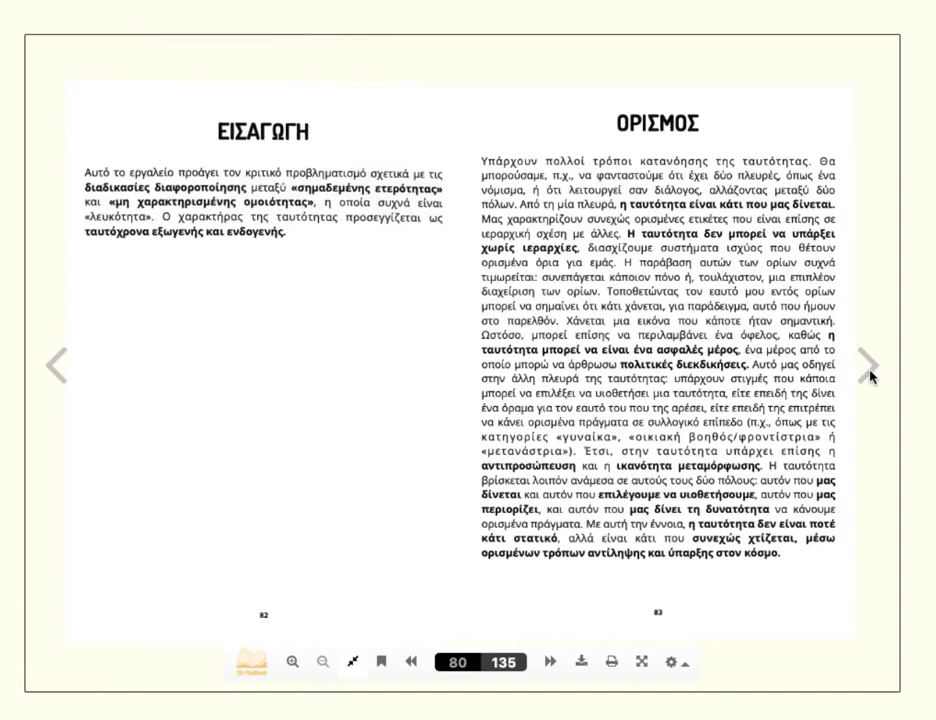 ΕΙΣΑΓΩΓΗ
Αυτό το εργαλείο προάγει τον κριτικό προβληματισμό σχετικά με τις
διαδικασίες διαφοροποίησης μεταξύ «σημαδεμένης ετερότητας»
και «μη χαρακτηρισμένης ομοιότητας», η οποία συχνά είναι
«λευκότητα». Ο χαρακτήρας της ταυτότητας προσεγγίζεται ως
ταυτόχρονα εξωγενής και ενδογενής.
82
ΟΡΙΣΜΟΣ
Υπάρχουν πολλοί τρόποι κατανόησης της ταυτότητας. Θα
μπορούσαμε, π.χ., να φανταστούμε ότι έχει δύο πλευρές, όπως ένα
νόμισμα, ή ότι λειτουργεί σαν διάλογος, αλλάζοντας μεταξύ δύο
πόλων. Από τη μία πλευρά, η ταυτότητα είναι κάτι που μας δίνεται.
Μας χαρακτηρίζουν συνεχώς ορισμένες ετικέτες που είναι επίσης σε
ιεραρχική σχέση με άλλες. Η ταυτότητα δεν μπορεί να υπάρξει
χωρίς ιεραρχίες, διασχίζουμε συστήματα ισχύος που θέτουν
ορισμένα όρια για εμάς. Η παράβαση αυτών των ορίων συχνά
τιμωρείται: συνεπάγεται κάποιον πόνο ή, τουλάχιστον, μια επιπλέον
διαχείριση των ορίων. Τοποθετώντας τον εαυτό μου εντός ορίων
μπορεί να σημαίνει ότι κάτι χάνεται, για παράδειγμα, αυτό που ήμουν
στο παρελθόν. Χάνεται μια εικόνα που κάποτε ήταν σημαντική.
Ωστόσο, μπορεί επίσης να περιλαμβάνει ένα όφελος, καθώς η
ταυτότητα μπορεί να είναι ένα ασφαλές μέρος, ένα μέρος από το
οποίο μπορώ να άρθρωσω πολιτικές διεκδικήσεις. Αυτό μας οδηγεί
στην άλλη πλευρά της ταυτότητας: υπάρχουν στιγμές που κάποια
μπορεί να επιλέξει να υιοθετήσει μια ταυτότητα, είτε επειδή της δίνει
ένα όραμα για τον εαυτό του που της αρέσει, είτε επειδή της επιτρέπει
να κάνει ορισμένα πράγματα σε συλλογικό επίπεδο (π.χ., όπως με τις
κατηγορίες «γυναίκα», «οικιακή βοηθός/φροντίστρια» ή
«μετανάστρια»). Έτσι, στην ταυτότητα υπάρχει επίσης η
αντιπροσώπευση και η ικανότητα μεταμόρφωσης. Η ταυτότητα
βρίσκεται λοιπόν ανάμεσα σε αυτούς τους δύο πόλους: αυτόν που μας
δίνεται και αυτόν που επιλέγουμε να υιοθετήσουμε, αυτόν που μας
περιορίζει, και αυτόν που μας δίνει τη δυνατότητα να κάνουμε
ορισμένα πράγματα. Με αυτή την έννοια, η ταυτότητα δεν είναι ποτέ
κάτι στατικό, αλλά είναι κάτι που συνεχώς χτίζεται, μέσω
ορισμένων τρόπων αντίληψης και ύπαρξης στον κόσμο.
83
80 135